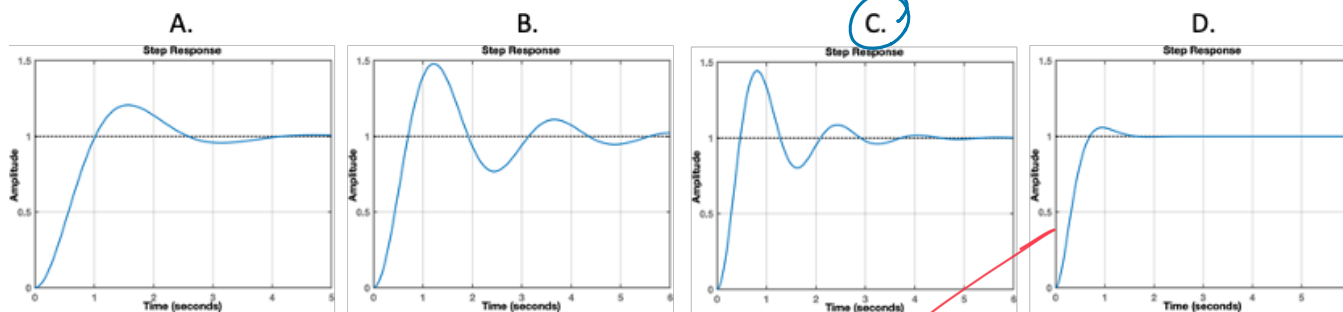 A.
B.
C.
D.
Step Response
Step Response
Step Response
Step Response
1.5
1
0.5
0
Amplitude
0 1 2 3 4 5
Time (seconds)
1.5
1
0.5
0
Amplitude
0 1 2 3 4 5 6
Time (seconds)
1.5
1
0.5
0
Amplitude
0 1 2 3 4 5 6
Time (seconds)
1.5
1
0.5
0
Amplitude
0 1 2 3 4 5
Time (seconds)